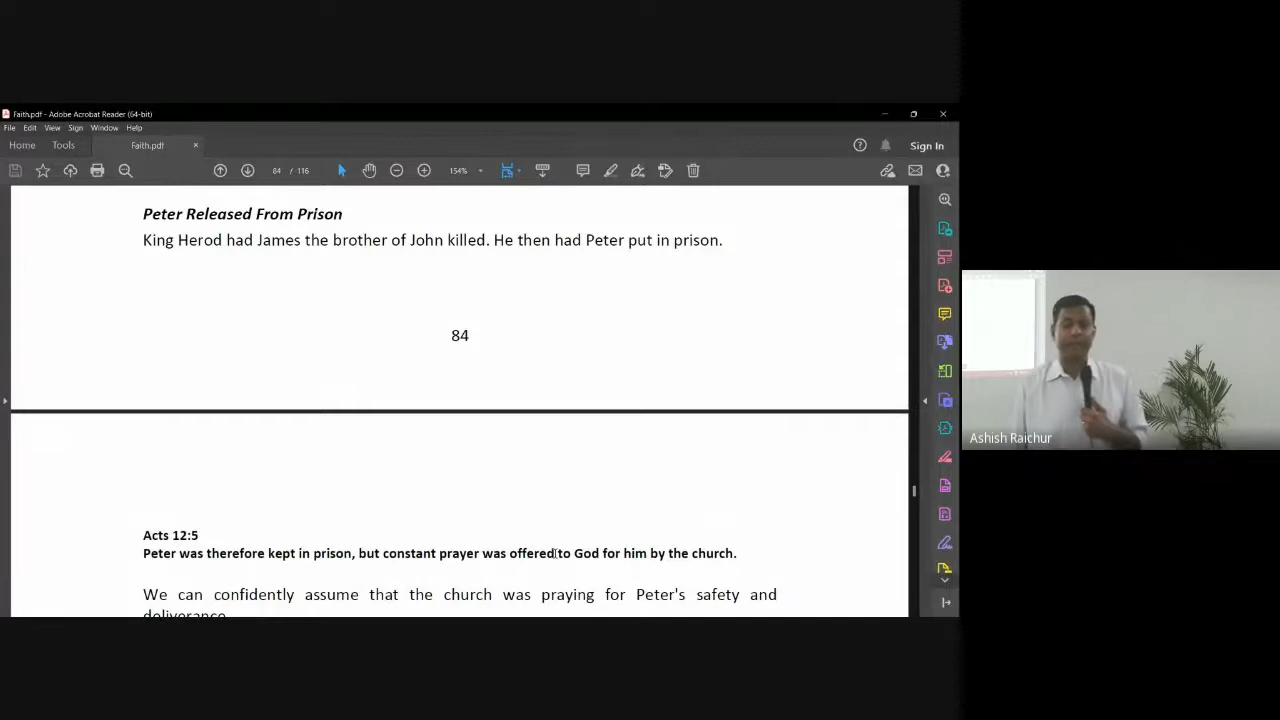 Faith.pdf - Adobe Acrobat Reader (64-bit)
File Edit View Sign Window Help
Home Tools Faith.pdf × Sign In
84 / 116 154%
Peter Released From Prison
King Herod had James the brother of John killed. He then had Peter put in prison.
84
Acts 12:5
Peter was therefore kept in prison, but constant prayer was offered to God for him by the church.
We can confidently assume that the church was praying for Peter's safety and
deliverance
Ashish Raichur